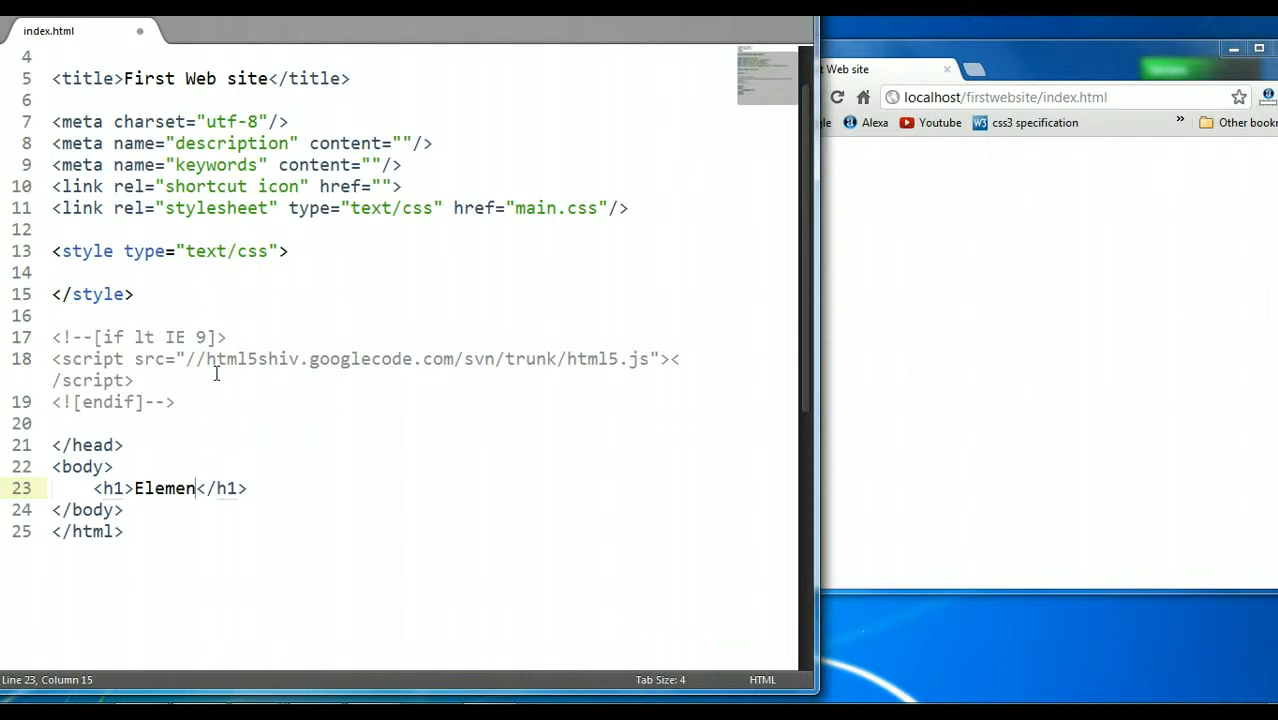 index.html
4
5 <title>First Web site</title>
6
7 <meta charset="utf-8"/>
8 <meta name="description" content=""/>
9 <meta name="keywords" content=""/>
10 <link rel="shortcut icon" href="">
11 <link rel="stylesheet" type="text/css" href="main.css"/>
12
13 <style type="text/css">
14
15 </style>
16
17 <!--[if lt IE 9]>
18 <script src="//html5shiv.googlecode.com/svn/trunk/html5.js"><
/script>
19 <![endif]-->
20
21 </head>
22 <body>
23 <h1>Elemen</h1>
24 </body>
25 </html>
Line 23, Column 15
Tab Size: 4
HTML
t Web site
localhost/firstwebsite/index.html
gle Alexa Youtube W3 css3 specification » Other bookm